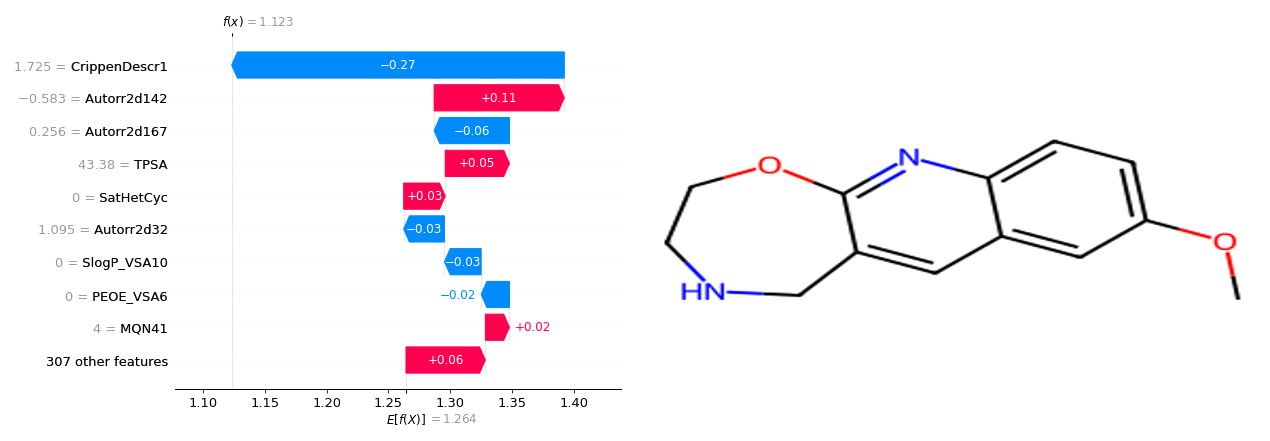 f(x) = 1.123
1.725 = CrippenDescr1
−0.27
−0.583 = Autorr2d142
+0.11
0.256 = Autorr2d167
−0.06
43.38 = TPSA
+0.05
0 = SatHetCyc
+0.03
1.095 = Autorr2d32
−0.03
0 = SlogP_VSA10
−0.03
0 = PEOE_VSA6
−0.02
4 = MQN41
+0.02
307 other features
+0.06
1.10 1.15 1.20 1.25 1.30 1.35 1.40
E[f(X)] = 1.264
N
O
O
HN